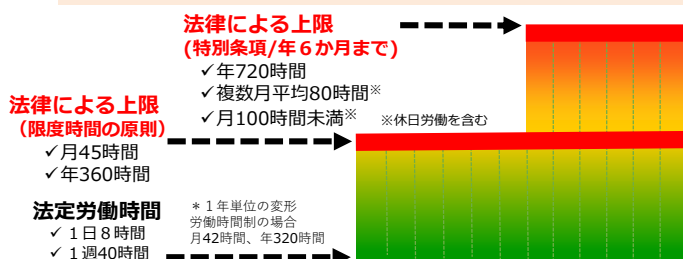 法律による上限
(特別条項/年６か月まで)
✓年720時間
✓複数月平均80時間※
✓月100時間未満※
※休日労働を含む
法律による上限
（限度時間の原則）
✓月45時間
✓年360時間
法定労働時間
✓１日８時間
✓１週40時間
＊１年単位の変形
労働時間制の場合
月42時間、年320時間